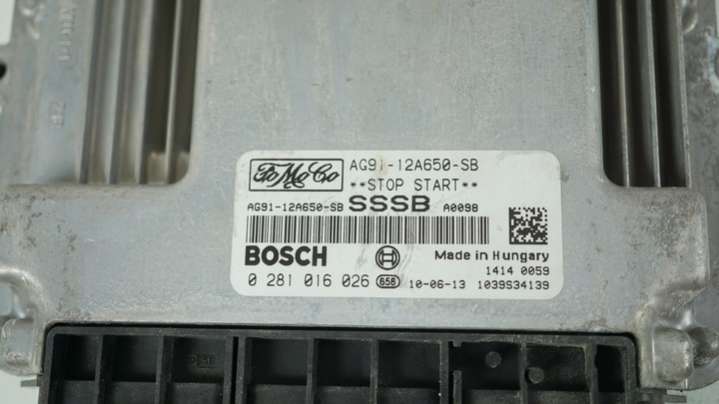 FoMoCo AG91-12A650-SB
**STOP START**
AG91-12A650-SB SSSB A0098
BOSCH Made in Hungary
1414 0059
0 281 016 026 658 10-06-13 1039S34139